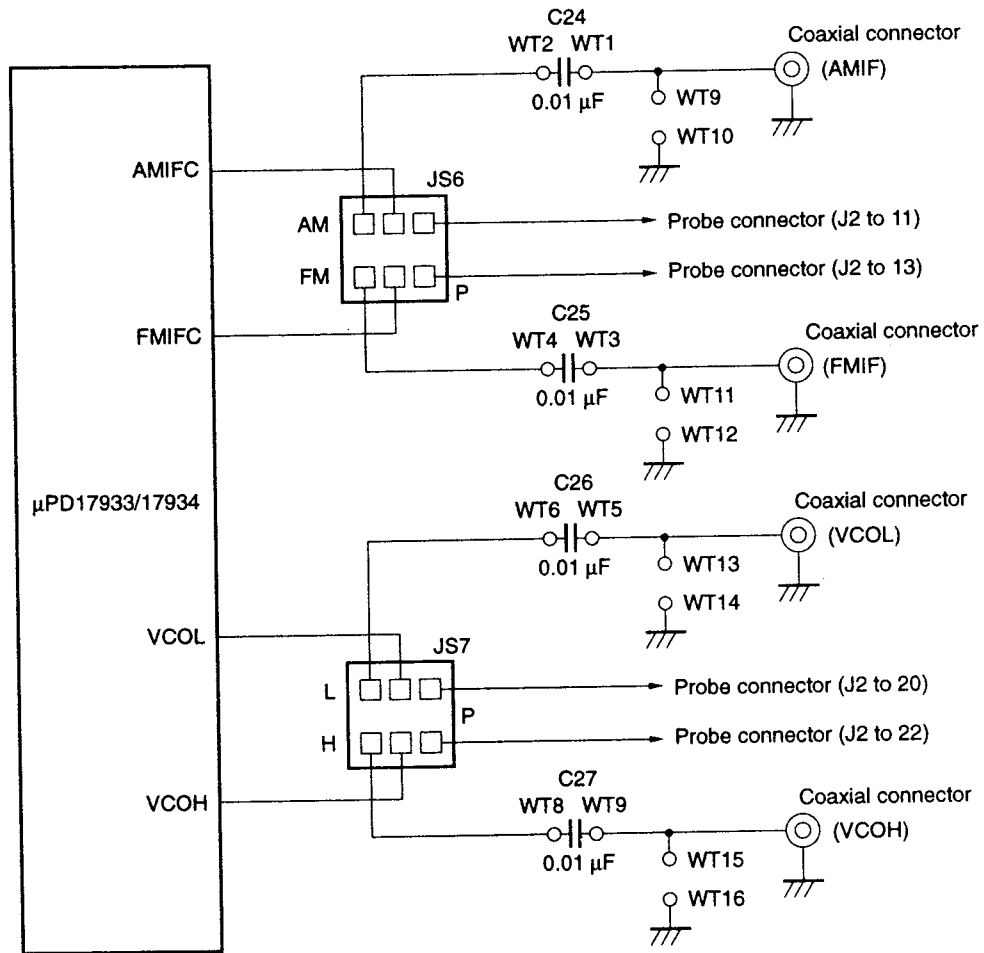 C24
WT2 WT1
0.01 µF
Coaxial connector
(AMIF)
WT9
WT10
AMIFC
JS6
AM
Probe connector (J2 to 11)
FM
Probe connector (J2 to 13)
P
FMIFC
C25
WT4 WT3
0.01 µF
Coaxial connector
(FMIF)
WT11
WT12
µPD17933/17934
C26
WT6 WT5
0.01 µF
Coaxial connector
(VCOL)
WT13
WT14
VCOL
JS7
L
Probe connector (J2 to 20)
P
H
Probe connector (J2 to 22)
VCOH
C27
WT8 WT9
0.01 µF
Coaxial connector
(VCOH)
WT15
WT16